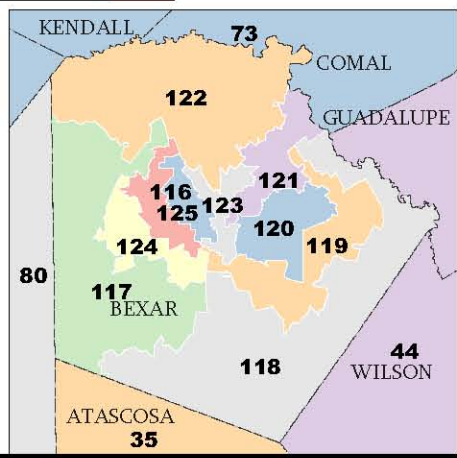 KENDALL
73
COMAL
122
GUADALUPE
116
121
125
123
120
119
124
80
117
BEXAR
118
44
WILSON
ATASCOSA
35